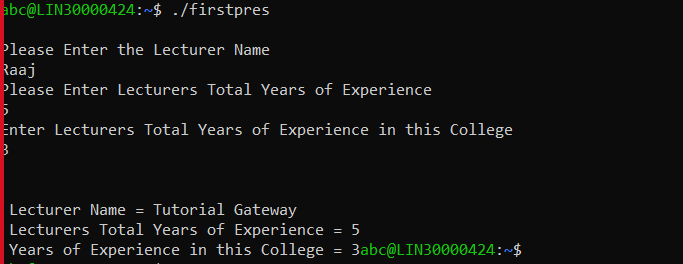 abc@LIN30000424:~$ ./firstpres
Please Enter the Lecturer Name
Raaj
Please Enter Lecturers Total Years of Experience
5
Enter Lecturers Total Years of Experience in this College
3
Lecturer Name = Tutorial Gateway
Lecturers Total Years of Experience = 5
Years of Experience in this College = 3abc@LIN30000424:~$